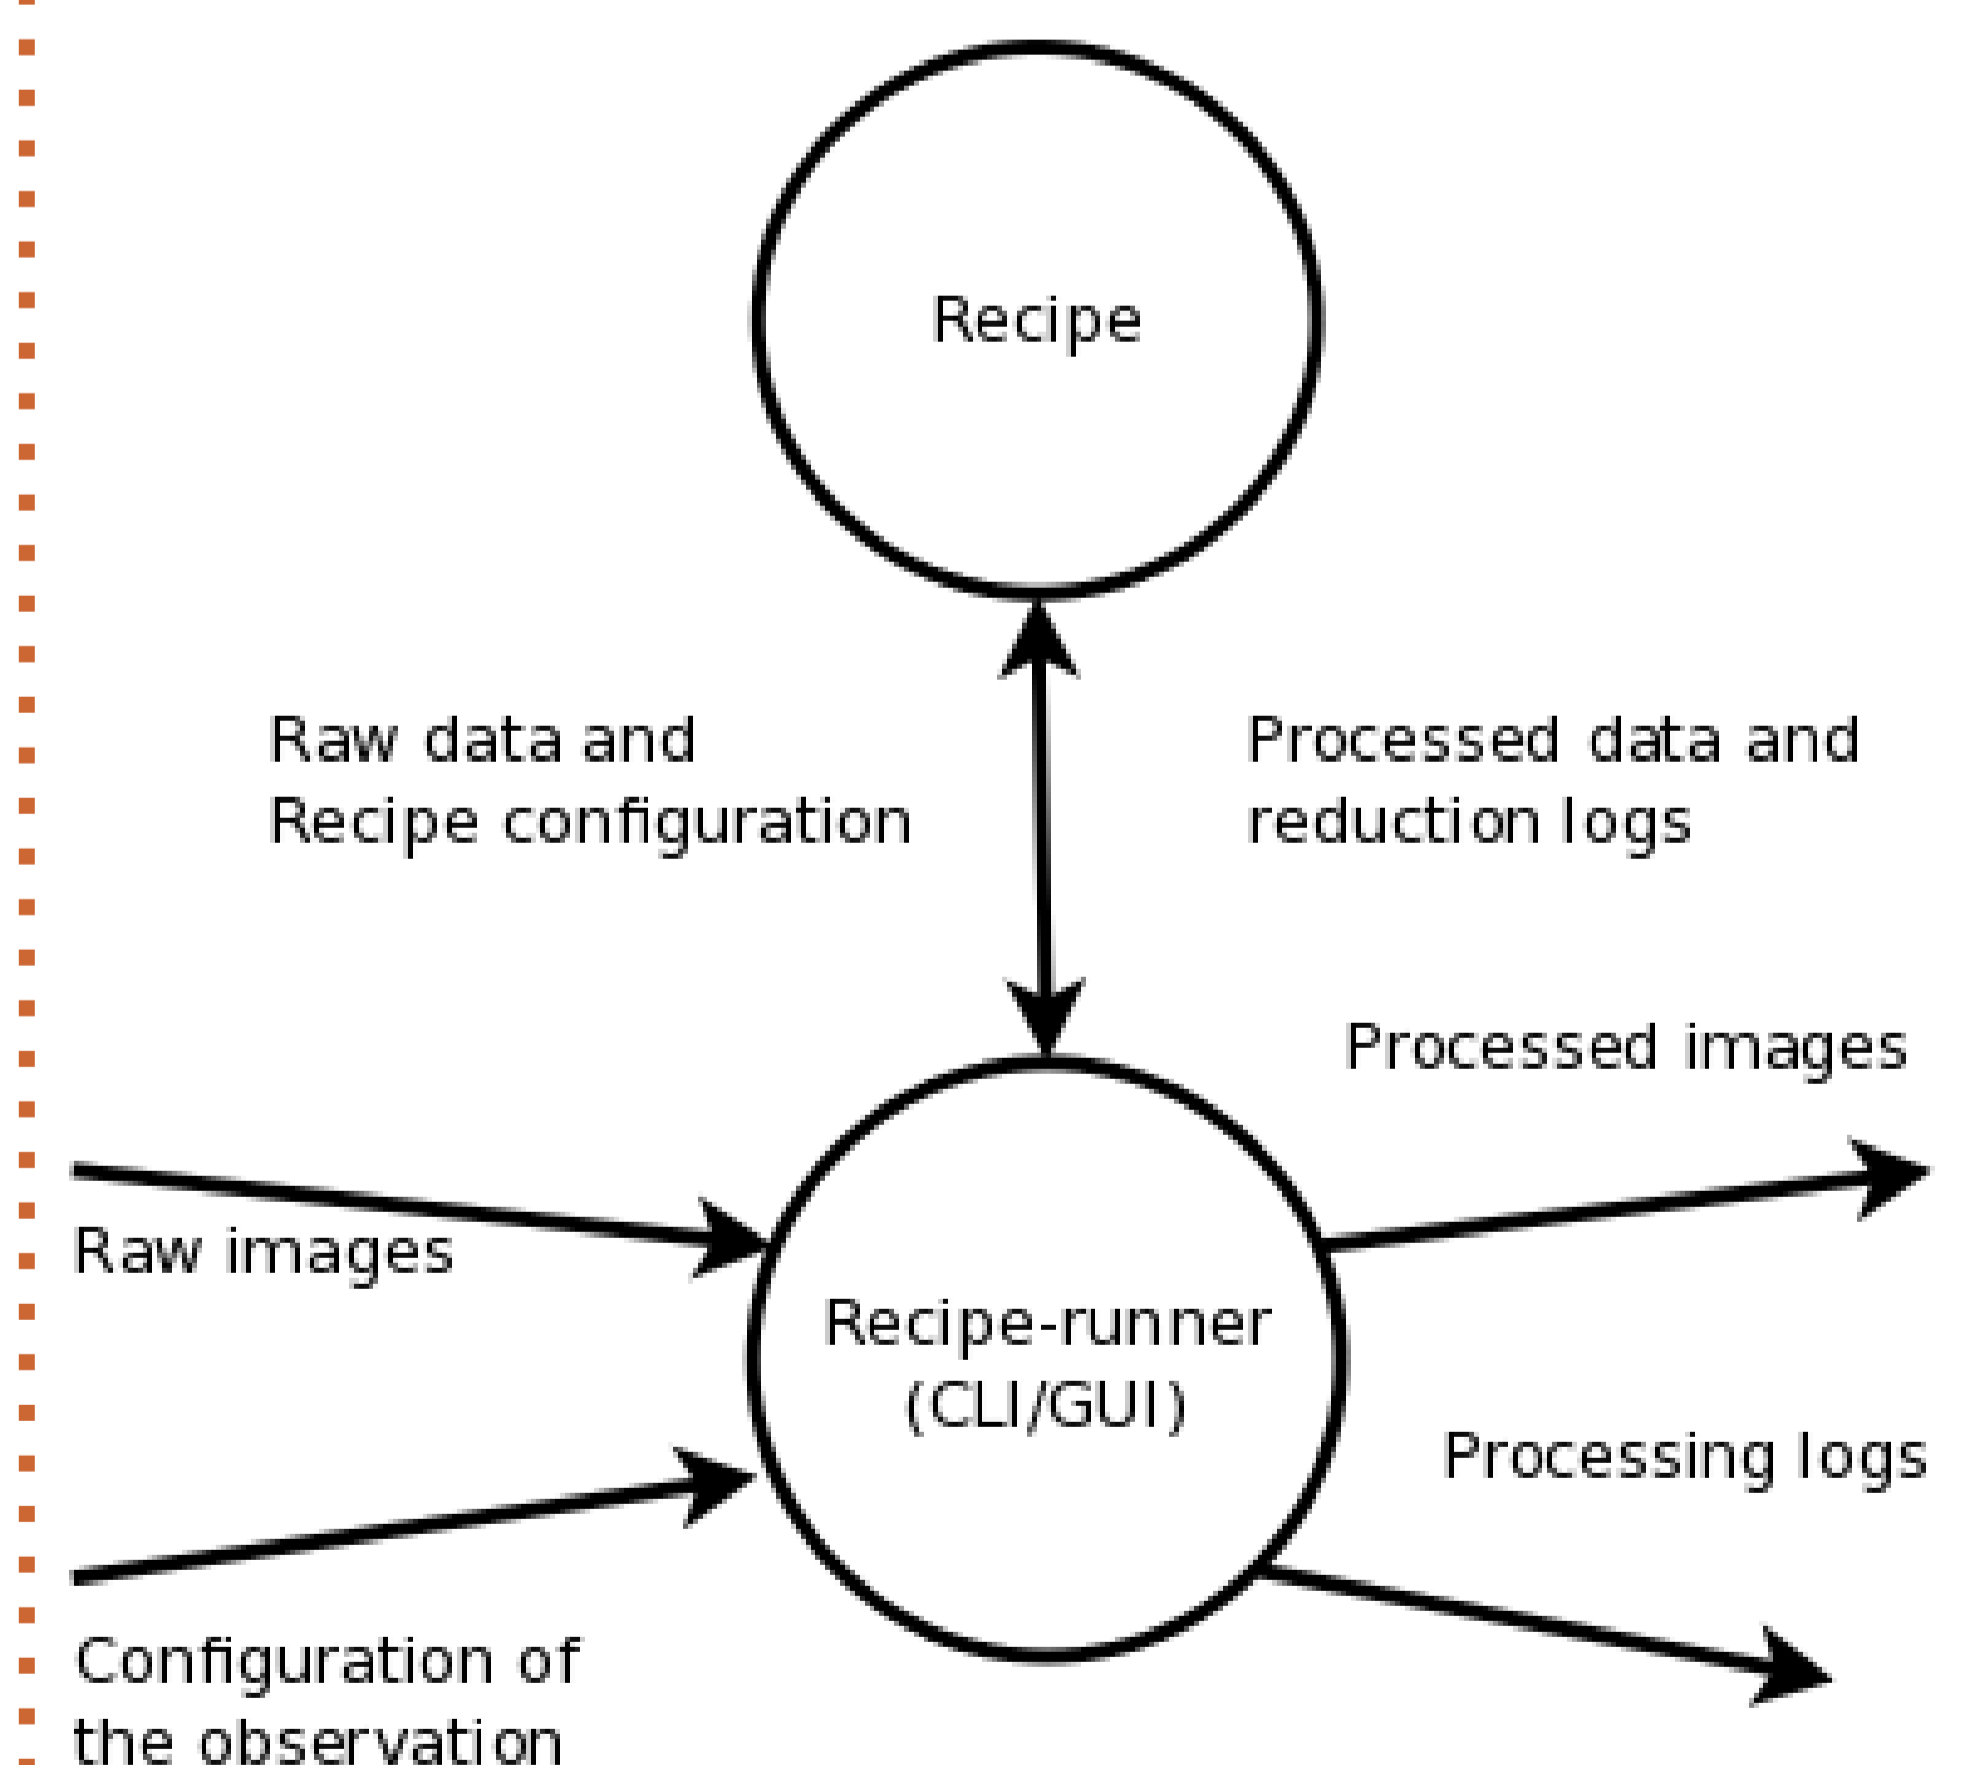 Recipe
Raw data and
Recipe configuration
Processed data and
reduction logs
Processed images
Raw images
Recipe-runner
(CLI/GUI)
Processing logs
Configuration of
the observation